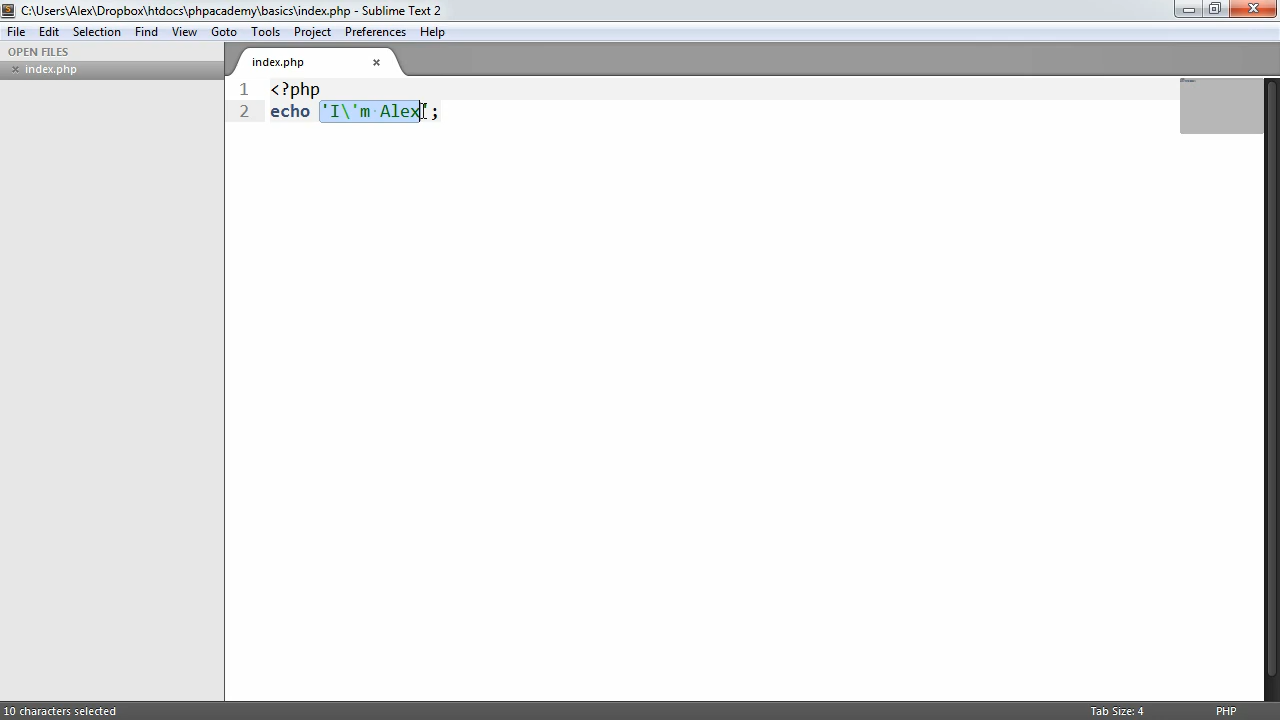 C:\Users\Alex\Dropbox\htdocs\phpacademy\basics\index.php - Sublime Text 2
File Edit Selection Find View Goto Tools Project Preferences Help
OPEN FILES
× index.php
index.php ×
1 <?php
2 echo 'I\'m Alex';
10 characters selected
Tab Size: 4
PHP